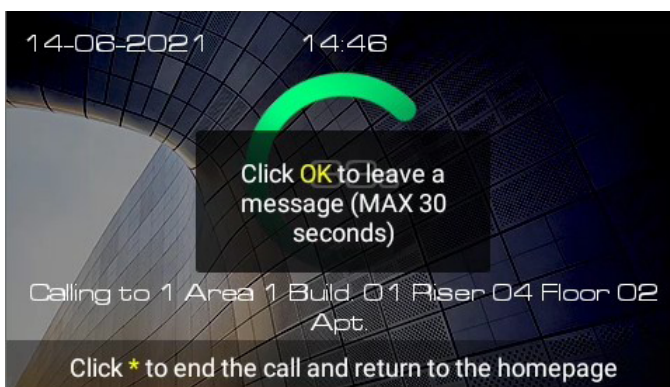 14-06-2021 14:46
Click OK to leave a
message (MAX 30
seconds)
Calling to 1 Area 1 Build. 01 Riser 04 Floor 02
Apt.
Click * to end the call and return to the homepage